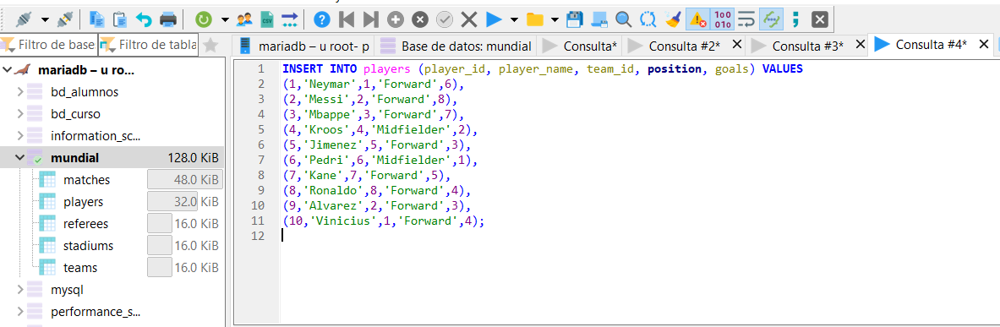 Filtro de base
Filtro de tabla
mariadb – u root- p
Base de datos: mundial
Consulta*
Consulta #2*
Consulta #3*
Consulta #4*
mariadb – u ro...
bd_alumnos
bd_curso
information_sc...
mundial 128.0 KiB
matches 48.0 KiB
players 32.0 KiB
referees 16.0 KiB
stadiums 16.0 KiB
teams 16.0 KiB
mysql
performance_s...
1 INSERT INTO players (player_id, player_name, team_id, position, goals) VALUES
2 (1,'Neymar',1,'Forward',6),
3 (2,'Messi',2,'Forward',8),
4 (3,'Mbappe',3,'Forward',7),
5 (4,'Kroos',4,'Midfielder',2),
6 (5,'Jimenez',5,'Forward',3),
7 (6,'Pedri',6,'Midfielder',1),
8 (7,'Kane',7,'Forward',5),
9 (8,'Ronaldo',8,'Forward',4),
10 (9,'Alvarez',2,'Forward',3),
11 (10,'Vinicius',1,'Forward',4);
12